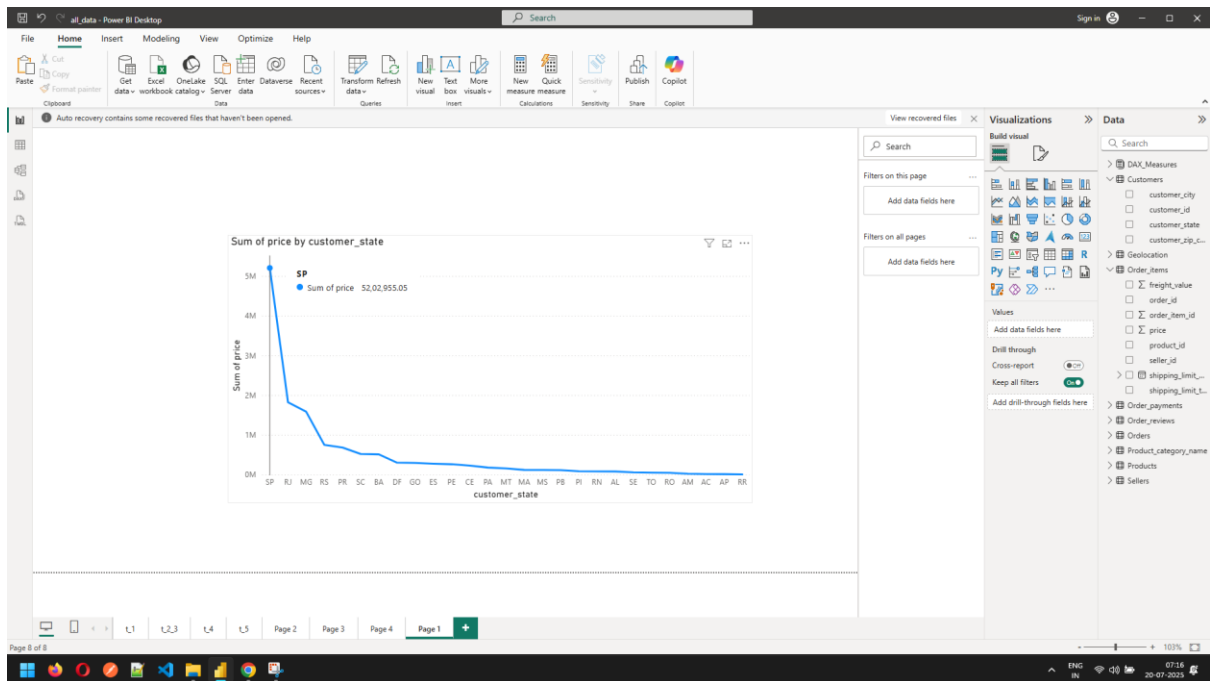 all_data - Power BI Desktop
Search
Sign in
File Home Insert Modeling View Optimize Help
Paste
Cut
Copy
Format painter
Get data
Excel workbook
OneLake catalog
SQL Server
Enter data
Dataverse
Recent sources
Transform data
Refresh
New visual
Text box
More visuals
New measure
Quick measure
Sensitivity
Publish
Copilot
Clipboard
Data
Queries
Insert
Calculations
Sensitivity
Share
Copilot
Auto recovery contains some recovered files that haven't been opened.
View recovered files
Sum of price by customer_state
SP
Sum of price 52,02,955.05
5M
4M
3M
2M
1M
0M
Sum of price
SP RJ MG RS PR SC BA DF GO ES PE CE PA MT MA MS PB PI RN AL SE TO RO AM AC AP RR
customer_state
Search
Filters on this page ...
Add data fields here
Filters on all pages ...
Add data fields here
Visualizations
Build visual
R
Py
123
...
Values
Add data fields here
Drill through
Cross-report Off
Keep all filters On
Add drill-through fields here
Data
Search
DAX_Measures
Customers
customer_city
customer_id
customer_state
customer_zip_c...
Geolocation
Order_items
∑ freight_value
order_id
∑ order_item_id
∑ price
product_id
seller_id
shipping_limit_...
shipping_limit_t...
Order_payments
Order_reviews
Orders
Product_category_name
Products
Sellers
t_1 t_2_3 t_4 t_5 Page 2 Page 3 Page 4 Page 1 +
Page 8 of 8
- + 103%
ENG
IN
07:16
20-07-2025